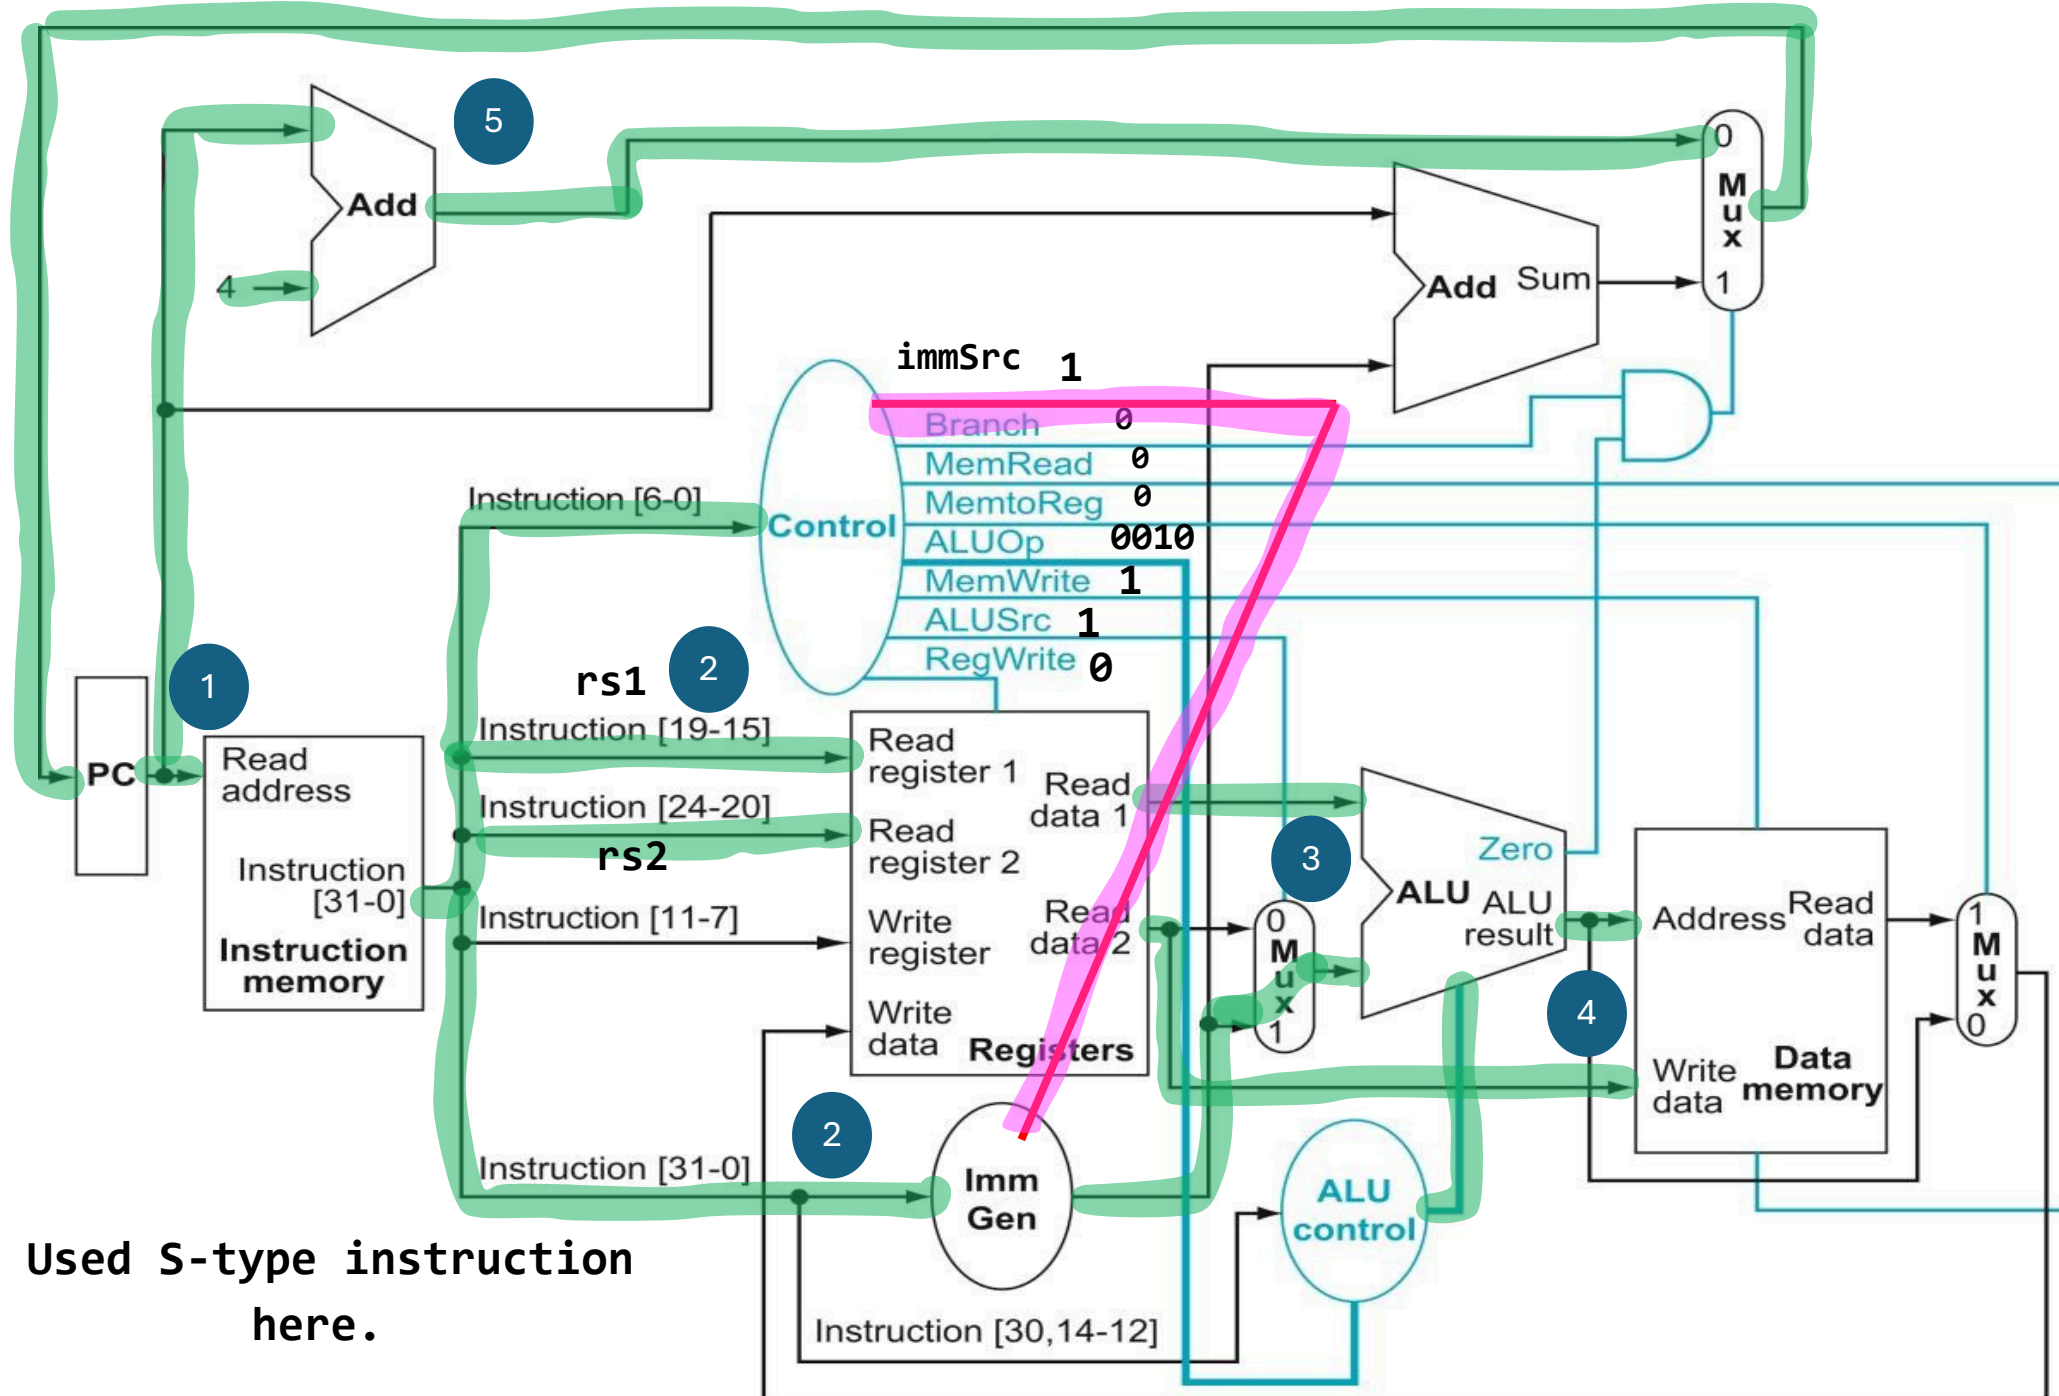 5
Add
4
0
Mux
1
Add Sum
immSrc 1
Branch 0
MemRead 0
MemtoReg 0
ALUOp 0010
MemWrite 1
ALUSrc 1
RegWrite 0
Control
Instruction [6-0]
rs1 2
1
Instruction [19-15]
Instruction [24-20]
rs2
Instruction [11-7]
PC
Read
address
Instruction
[31-0]
Instruction
memory
Read
register 1
Read
register 2
Write
register
Write
data
Read
data 1
Read
data 2
Registers
3
0
Mux
1
Zero
ALU
ALU
result
4
Address
Read
data
Write
data
Data
memory
1
Mux
0
2
Instruction [31-0]
Imm
Gen
ALU
control
Instruction [30,14-12]
Used S-type instruction
here.